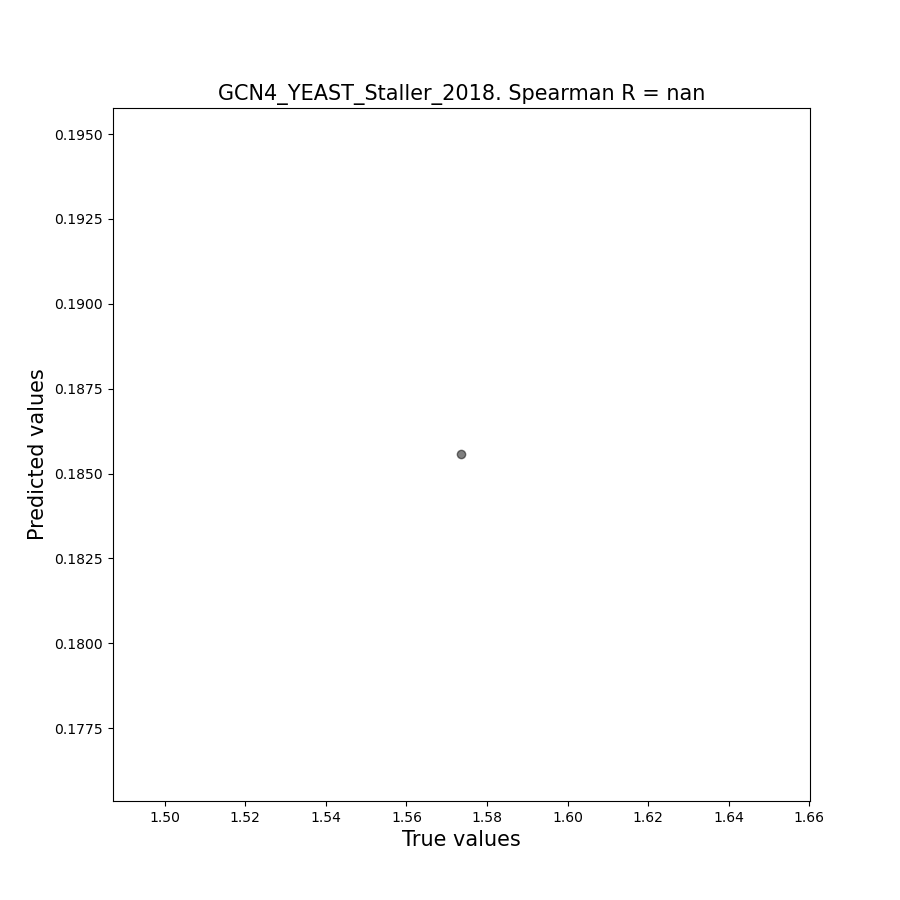 GCN4_YEAST_Staller_2018. Spearman R = nan
0.1950
0.1925
0.1900
0.1875
0.1850
0.1825
0.1800
0.1775
Predicted values
1.50 1.52 1.54 1.56 1.58 1.60 1.62 1.64 1.66
True values